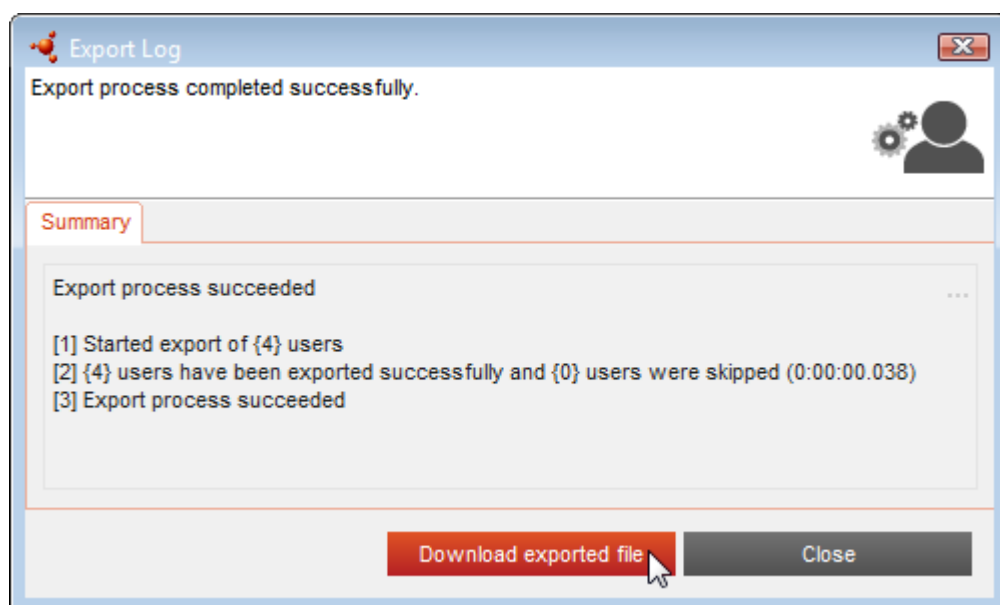 Export Log
Export process completed successfully.
Summary
Export process succeeded
...
[1] Started export of {4} users
[2] {4} users have been exported successfully and {0} users were skipped (0:00:00.038)
[3] Export process succeeded
Download exported file
Close